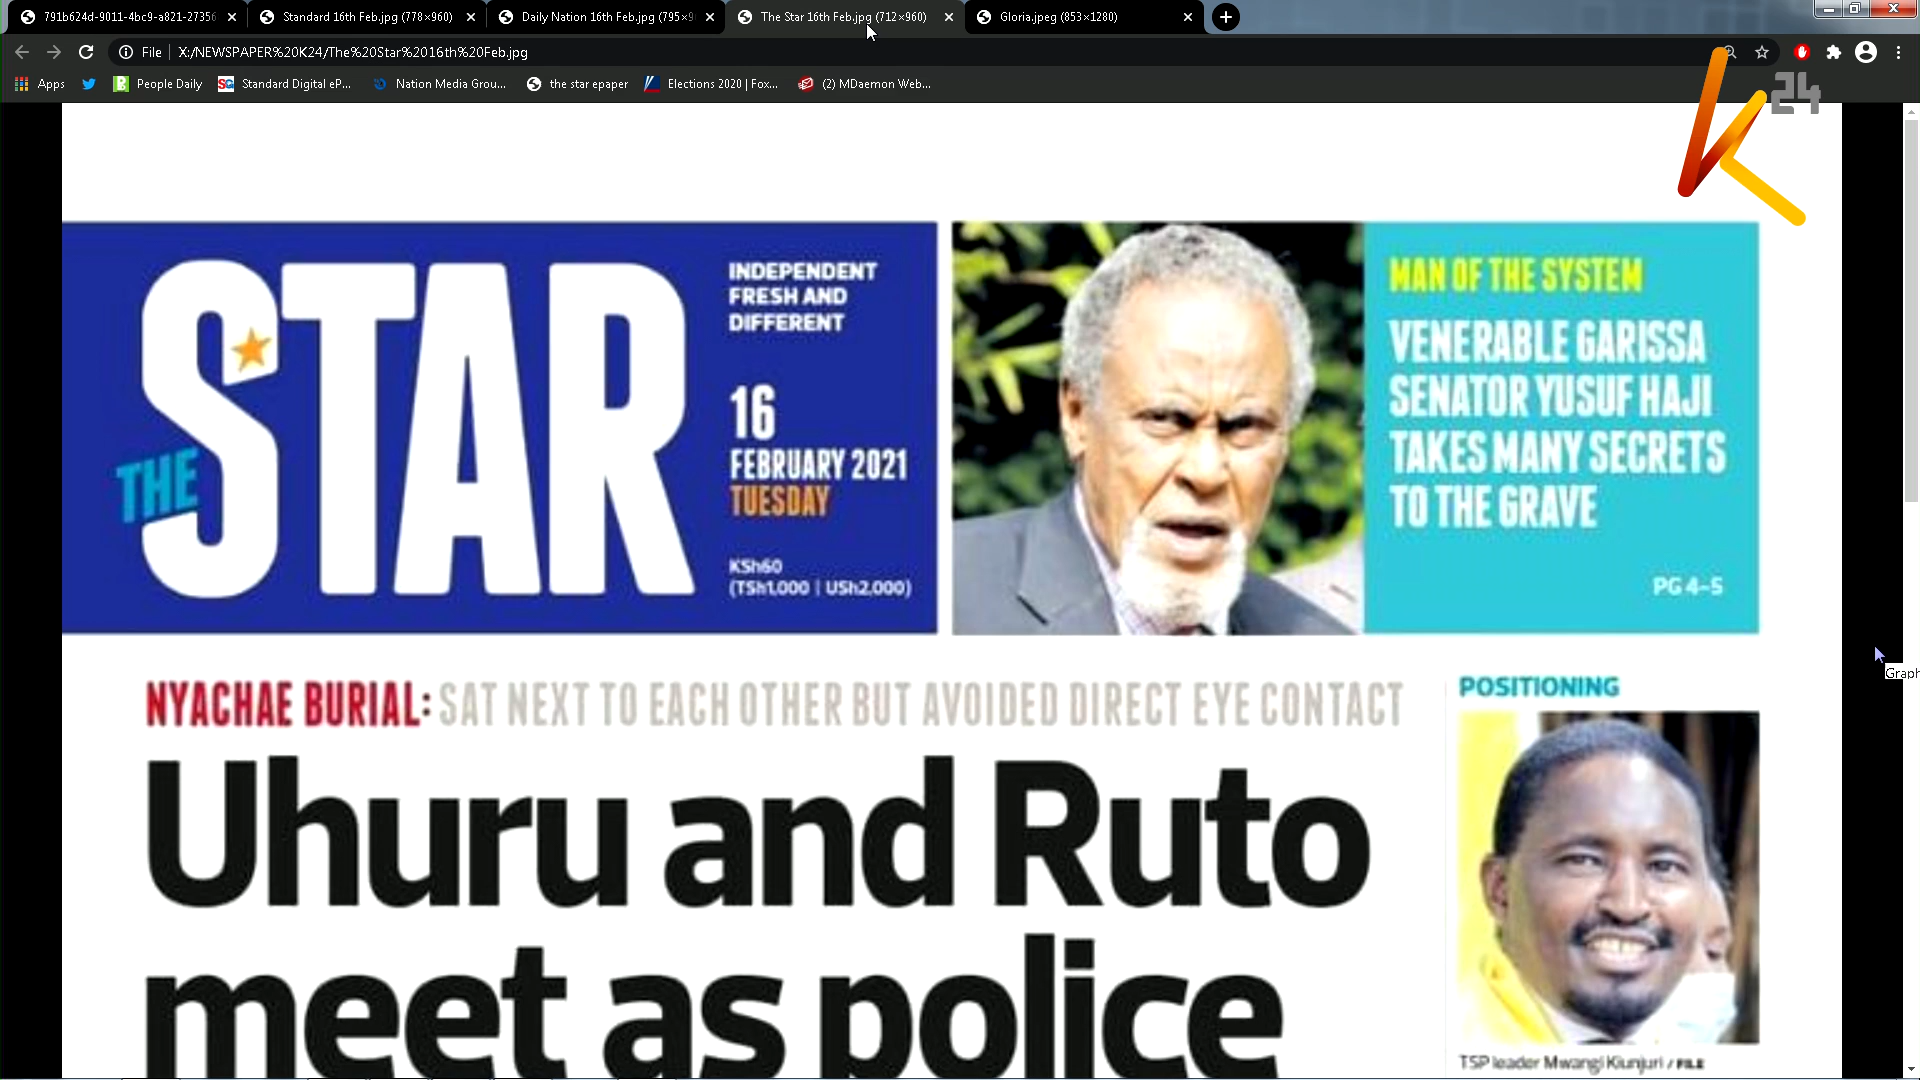 791b624d-9011-4bc9-a821-27356
Standard 16th Feb.jpg (778×960)
Daily Nation 16th Feb.jpg (795×9
The Star 16th Feb.jpg (712×960)
Gloria.jpeg (853×1280)
File
X:/NEWSPAPER%20K24/The%20Star%2016th%20Feb.jpg
Apps
People Daily
Standard Digital eP...
Nation Media Grou...
the star epaper
Elections 2020 | Fox...
(2) MDaemon Web...
K24
THE STAR
INDEPENDENT
FRESH AND
DIFFERENT
16
FEBRUARY 2021
TUESDAY
KSh60
(TSh1,000 | USh2,000)
MAN OF THE SYSTEM
VENERABLE GARISSA
SENATOR YUSUF HAJI
TAKES MANY SECRETS
TO THE GRAVE
PG 4-5
NYACHAE BURIAL: SAT NEXT TO EACH OTHER BUT AVOIDED DIRECT EYE CONTACT
Uhuru and Ruto
meet as police
POSITIONING
TSP leader Mwangi Kiunjuri / FILE
Graph